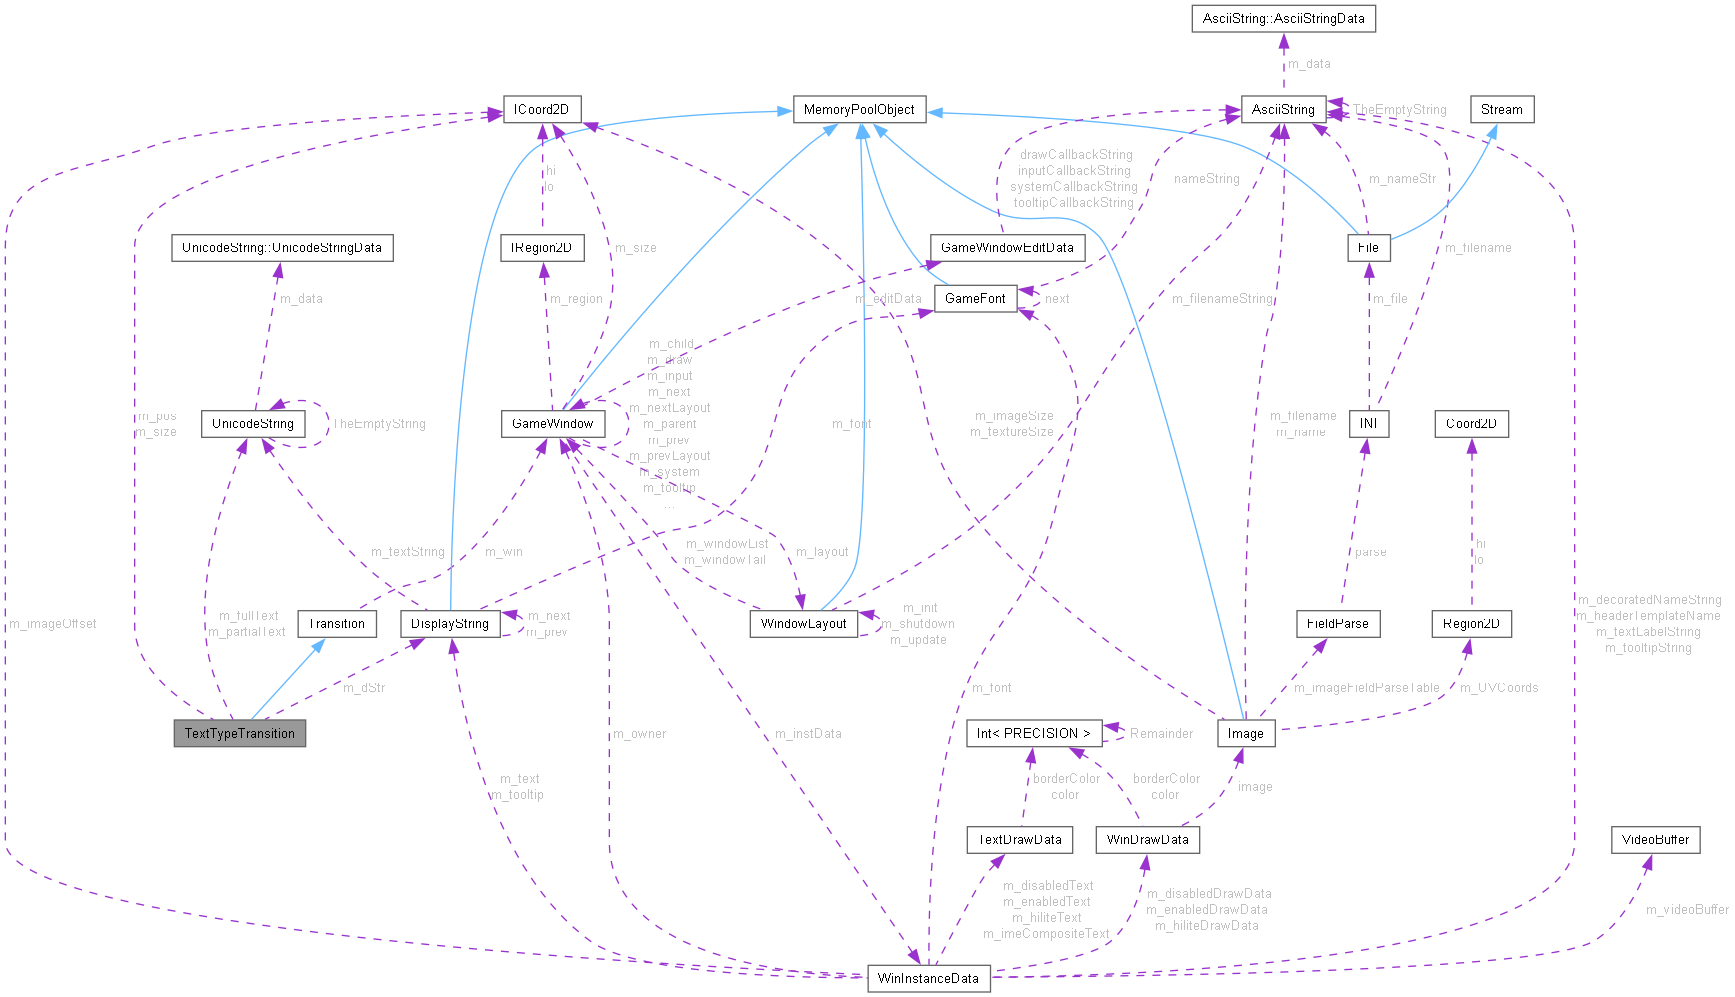 AsciiString::AsciiStringData
m_data
ICoord2D
MemoryPoolObject
AsciiString
TheEmptyString
Stream
drawCallbackString
inputCallbackString
systemCallbackString
tooltipCallbackString
nameString
m_nameStr
hi
lo
UnicodeString::UnicodeStringData
IRegion2D
m_size
GameWindowEditData
File
m_filename
m_data
m_region
m_editData
GameFont
next
m_filenameString
m_file
m_child
m_draw
m_input
m_next
m_nextLayout
m_parent
m_prev
m_prevLayout
m_system
m_tooltip
...
m_pos
m_size
UnicodeString
TheEmptyString
GameWindow
m_font
m_imageSize
m_textureSize
m_filename
m_name
INI
Coord2D
m_textString
m_win
m_windowList
m_windowTail
m_layout
parse
hi
lo
m_imageOffset
m_fullText
m_partialText
Transition
DisplayString
m_next
m_prev
WindowLayout
m_init
m_shutdown
m_update
FieldParse
Region2D
m_decoratedNameString
m_headerTemplateName
m_textLabelString
m_tooltipString
m_dStr
m_font
m_imageFieldParseTable
m_UVCoords
TextTypeTransition
m_owner
m_instData
Int< PRECISION >
Remainder
Image
m_text
m_tooltip
borderColor
color
borderColor
color
image
TextDrawData
WinDrawData
VideoBuffer
m_disabledText
m_enabledText
m_hiliteText
m_imeCompositeText
m_disabledDrawData
m_enabledDrawData
m_hiliteDrawData
m_videoBuffer
WinInstanceData